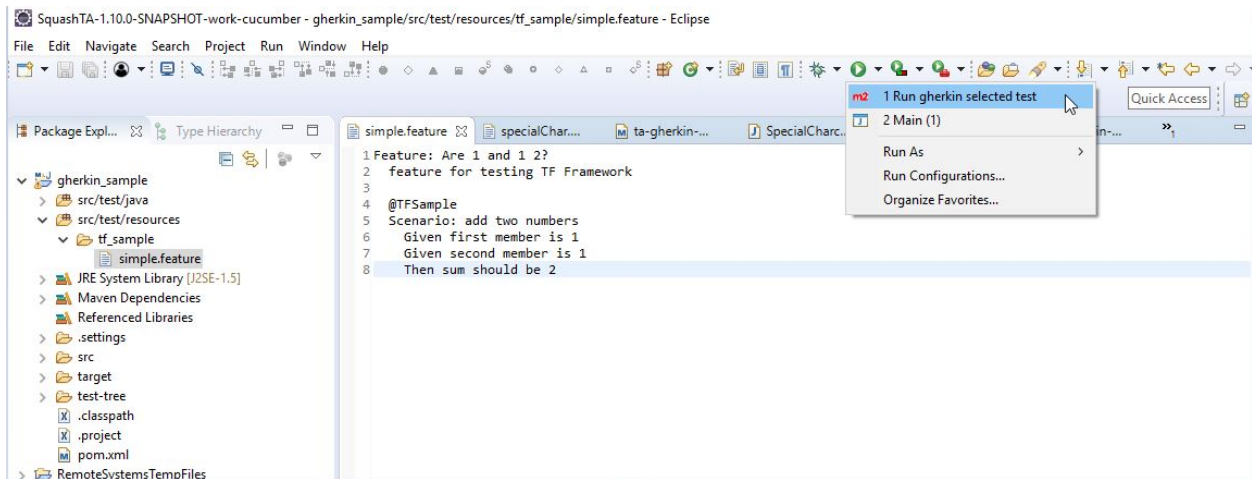 SquashTA-1.10.0-SNAPSHOT-work-cucumber - gherkin_sample/src/test/resources/tf_sample/simple.feature - Eclipse
File Edit Navigate Search Project Run Window Help
m2 1 Run gherkin selected test
Quick Access
2 Main (1)
Run As
Run Configurations...
Organize Favorites...
Package Expl... Type Hierarchy
simple.feature specialChar.... ta-gherkin-... SpecialCharc... in-... »1
gherkin_sample
src/test/java
src/test/resources
tf_sample
simple.feature
JRE System Library [J2SE-1.5]
Maven Dependencies
Referenced Libraries
.settings
src
target
test-tree
.classpath
.project
pom.xml
RemoteSystemsTempFiles
1 Feature: Are 1 and 1 2?
2 feature for testing TF Framework
3
4 @TFSample
5 Scenario: add two numbers
6 Given first member is 1
7 Given second member is 1
8 Then sum should be 2